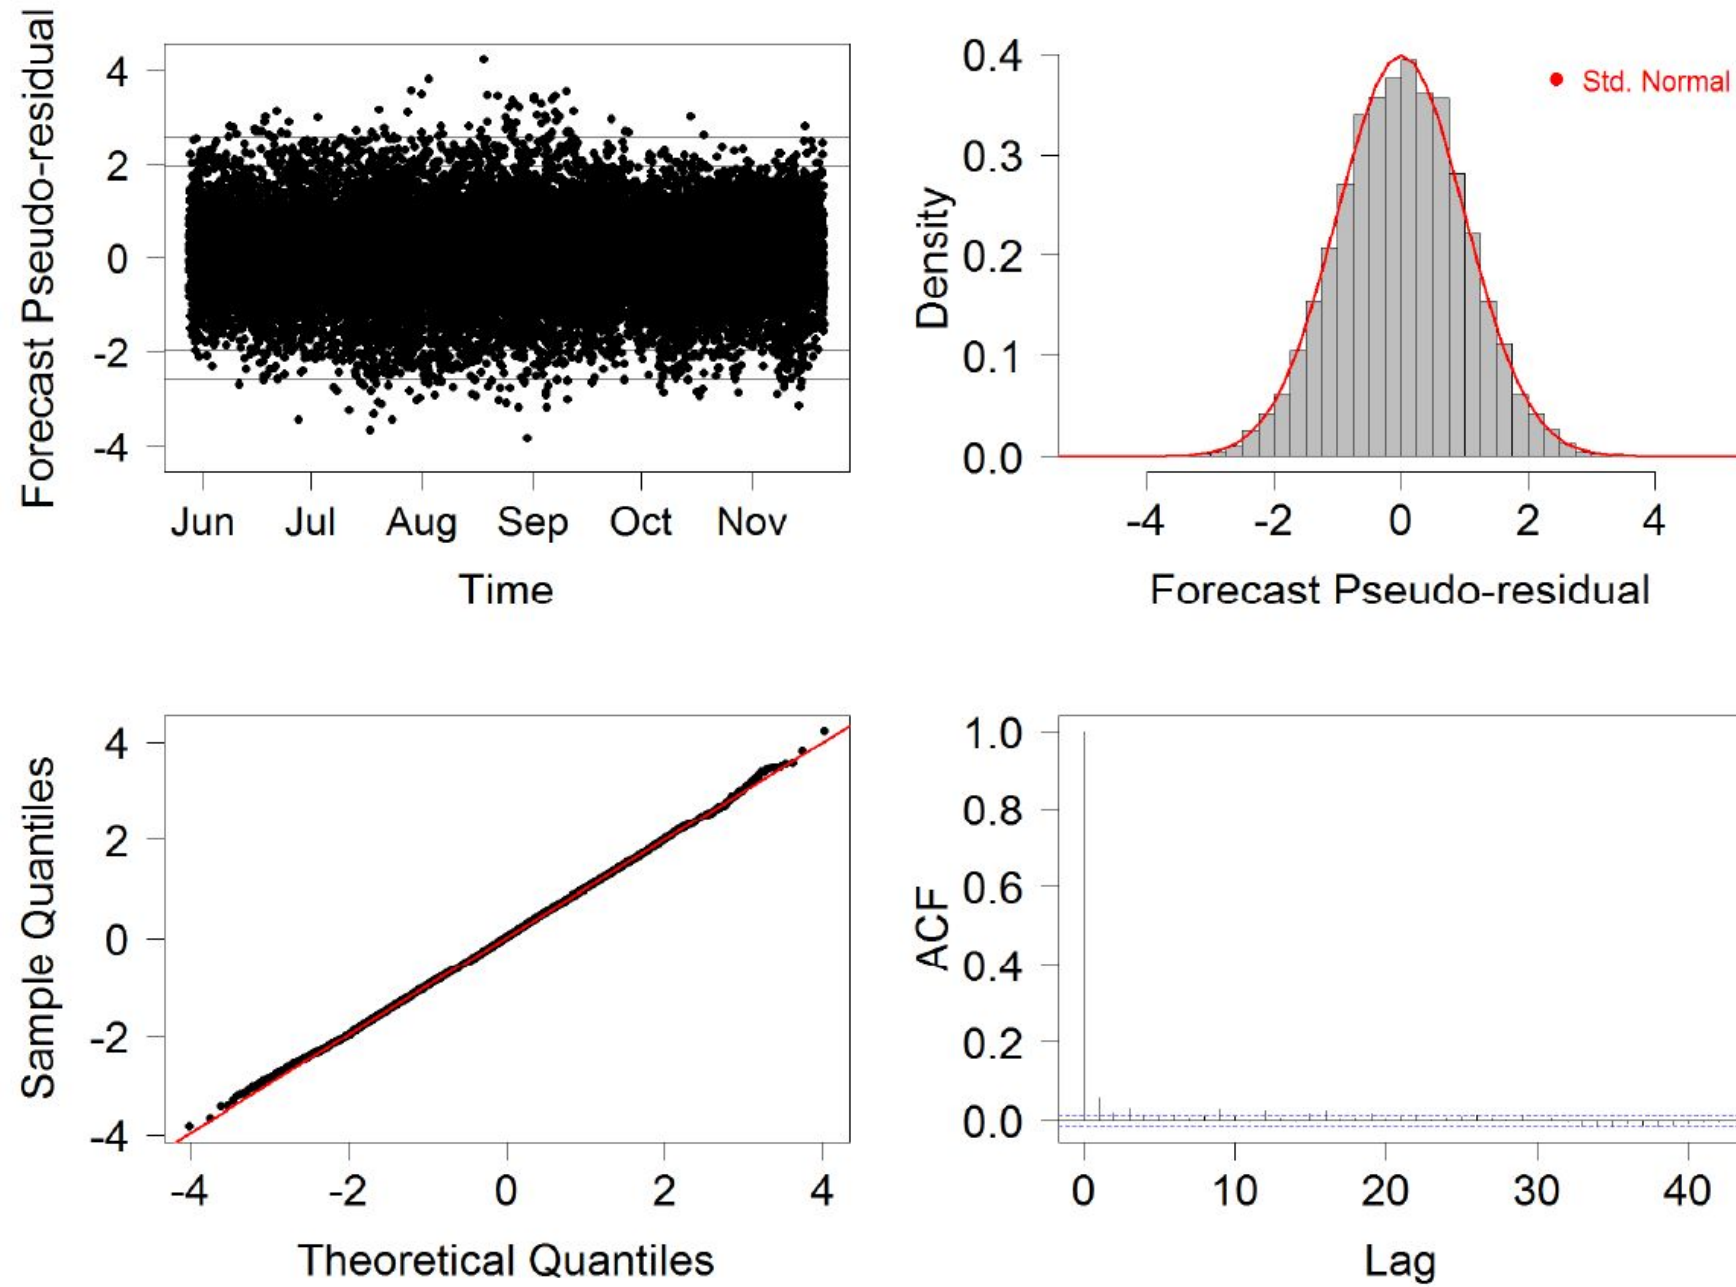 Forecast Pseudo-residual
4
2
0
-2
-4
Jun Jul Aug Sep Oct Nov
Time
Density
0.4
0.3
0.2
0.1
0.0
Std. Normal
-4 -2 0 2 4
Forecast Pseudo-residual
Sample Quantiles
4
2
0
-2
-4
-4 -2 0 2 4
Theoretical Quantiles
ACF
1.0
0.8
0.6
0.4
0.2
0.0
0 10 20 30 40
Lag